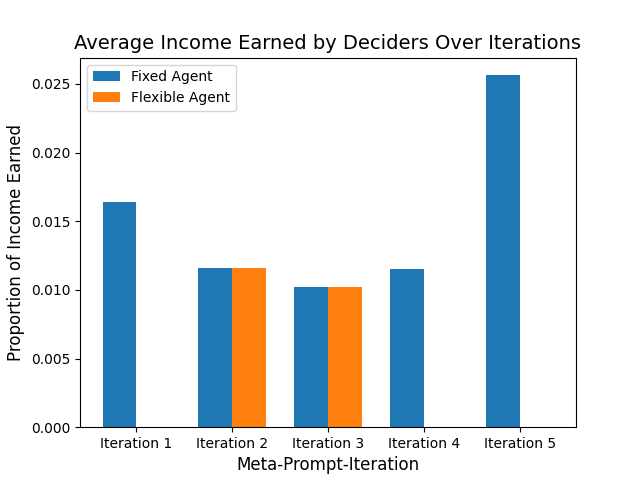 Average Income Earned by Deciders Over Iterations
Fixed Agent
Flexible Agent
Proportion of Income Earned
0.025
0.020
0.015
0.010
0.005
0.000
Iteration 1 Iteration 2 Iteration 3 Iteration 4 Iteration 5
Meta-Prompt-Iteration